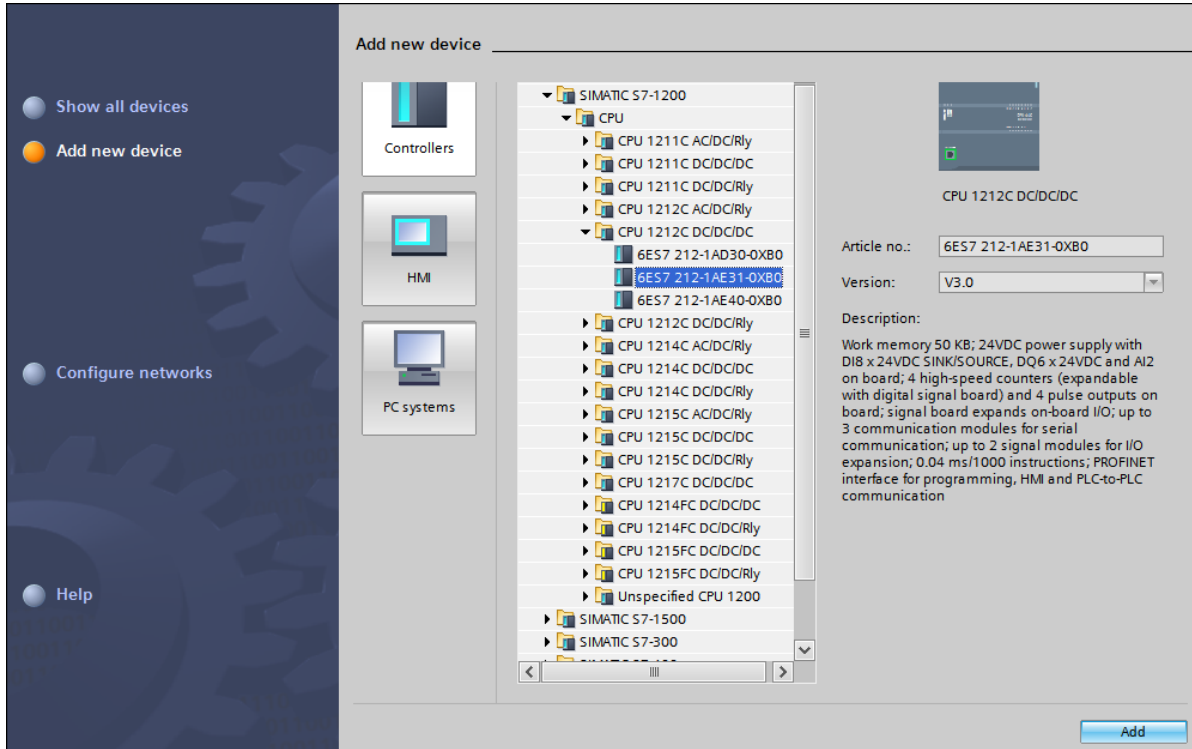 Add new device
Show all devices
Add new device
Configure networks
Help
Controllers
HMI
PC systems
SIMATIC S7-1200
CPU
CPU 1211C AC/DC/Rly
CPU 1211C DC/DC/DC
CPU 1211C DC/DC/Rly
CPU 1212C AC/DC/Rly
CPU 1212C DC/DC/DC
6ES7 212-1AD30-0XB0
6ES7 212-1AE31-0XB0
6ES7 212-1AE40-0XB0
CPU 1212C DC/DC/Rly
CPU 1214C AC/DC/Rly
CPU 1214C DC/DC/DC
CPU 1214C DC/DC/Rly
CPU 1215C AC/DC/Rly
CPU 1215C DC/DC/DC
CPU 1215C DC/DC/Rly
CPU 1217C DC/DC/DC
CPU 1214FC DC/DC/DC
CPU 1214FC DC/DC/Rly
CPU 1215FC DC/DC/DC
CPU 1215FC DC/DC/Rly
Unspecified CPU 1200
SIMATIC S7-1500
SIMATIC S7-300
CPU 1212C DC/DC/DC
Article no.: 6ES7 212-1AE31-0XB0
Version: V3.0
Description:
Work memory 50 KB; 24VDC power supply with
DI8 x 24VDC SINK/SOURCE, DQ6 x 24VDC and AI2
on board; 4 high-speed counters (expandable
with digital signal board) and 4 pulse outputs on
board; signal board expands on-board I/O; up to
3 communication modules for serial
communication; up to 2 signal modules for I/O
expansion; 0.04 ms/1000 instructions; PROFINET
interface for programming, HMI and PLC-to-PLC
communication
Add